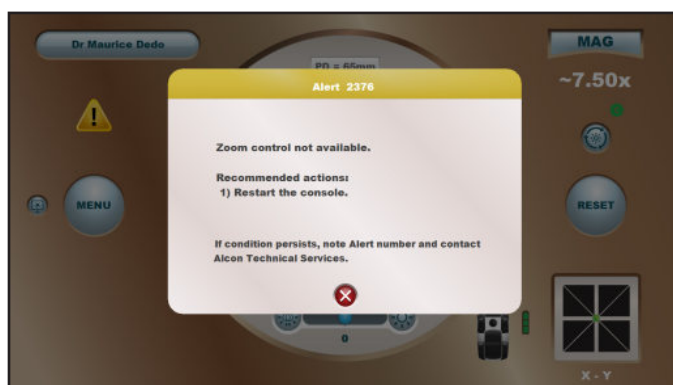 Dr Maurice Dedo
PD = 65mm
MAG
~7.50x
Alert 2376
Zoom control not available.
Recommended actions:
1) Restart the console.
MENU
RESET
If condition persists, note Alert number and contact
Alcon Technical Services.
0
X - Y